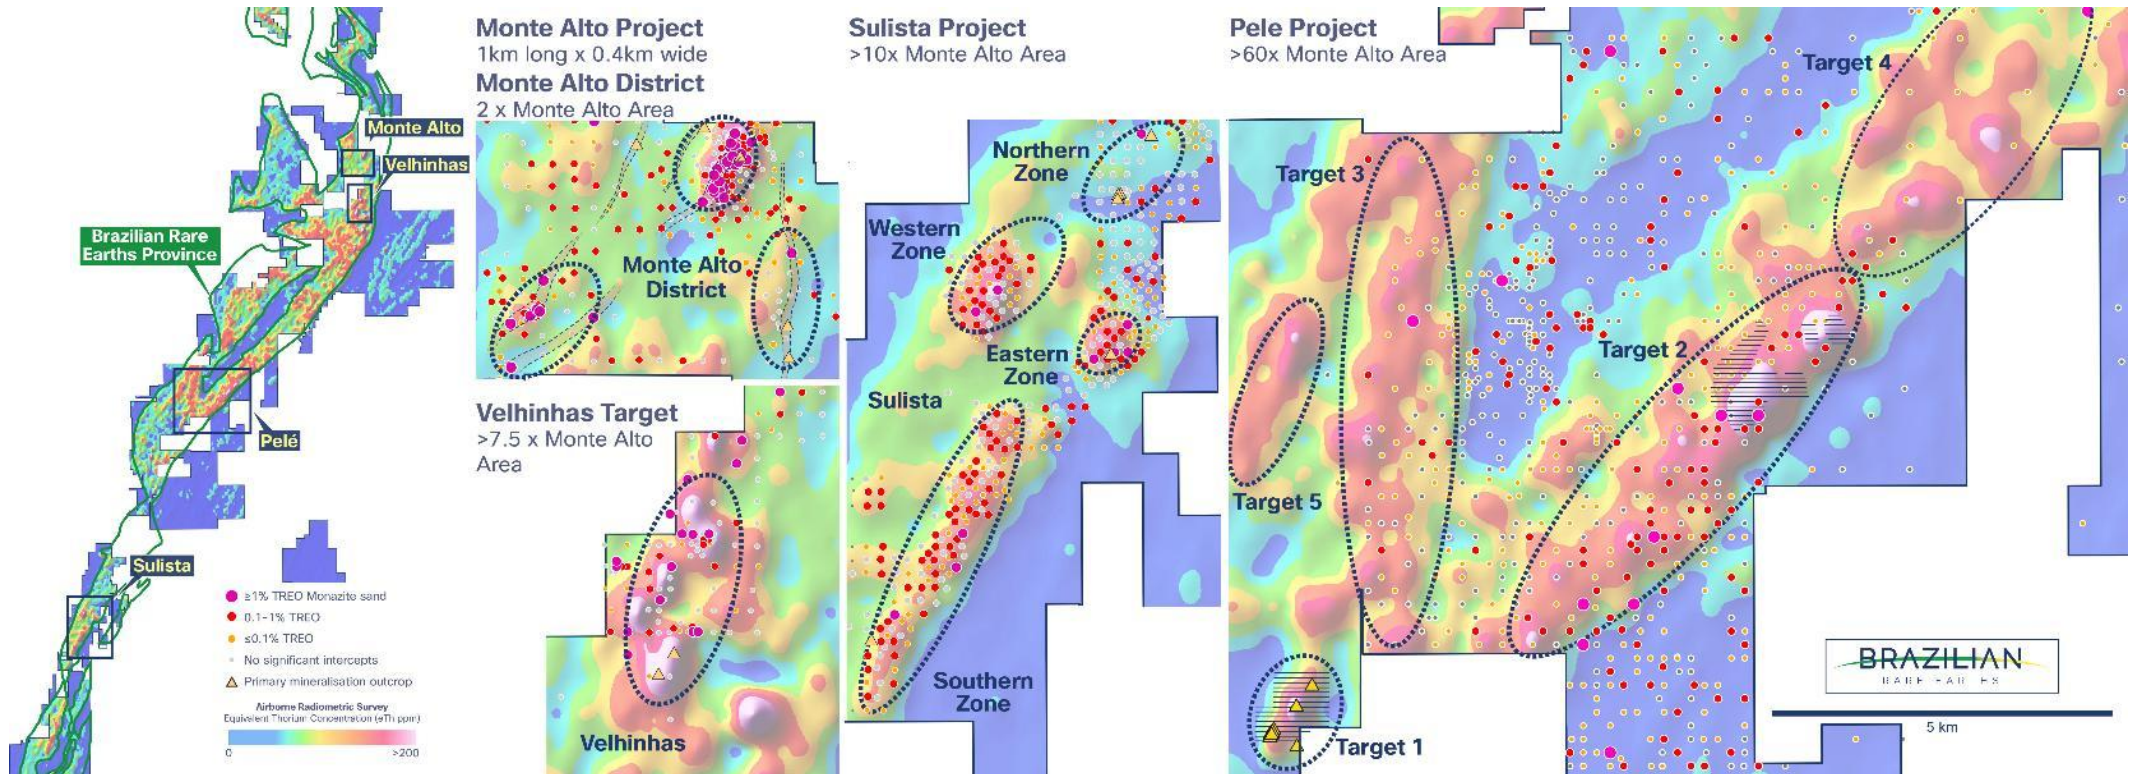 Monte Alto Project
1km long x 0.4km wide
Monte Alto District
2 x Monte Alto Area
Sulista Project
>10x Monte Alto Area
Pele Project
>60x Monte Alto Area
Monte Alto
Velhinhas
Brazilian Rare
Earths Province
Pelé
Sulista
≥1% TREO Monazite sand
0.1-1% TREO
≤0.1% TREO
No significant intercepts
Primary mineralisation outcrop
Airborne Radiometric Survey
Equivalent Thorium Concentration (eTh ppm)
0
>200
Monte Alto
District
Velhinhas Target
>7.5 x Monte Alto
Area
Velhinhas
Northern
Zone
Western
Zone
Eastern
Zone
Sulista
Southern
Zone
Target 4
Target 3
Target 2
Target 5
Target 1
BRAZILIAN
RARE EARTHS
5 km